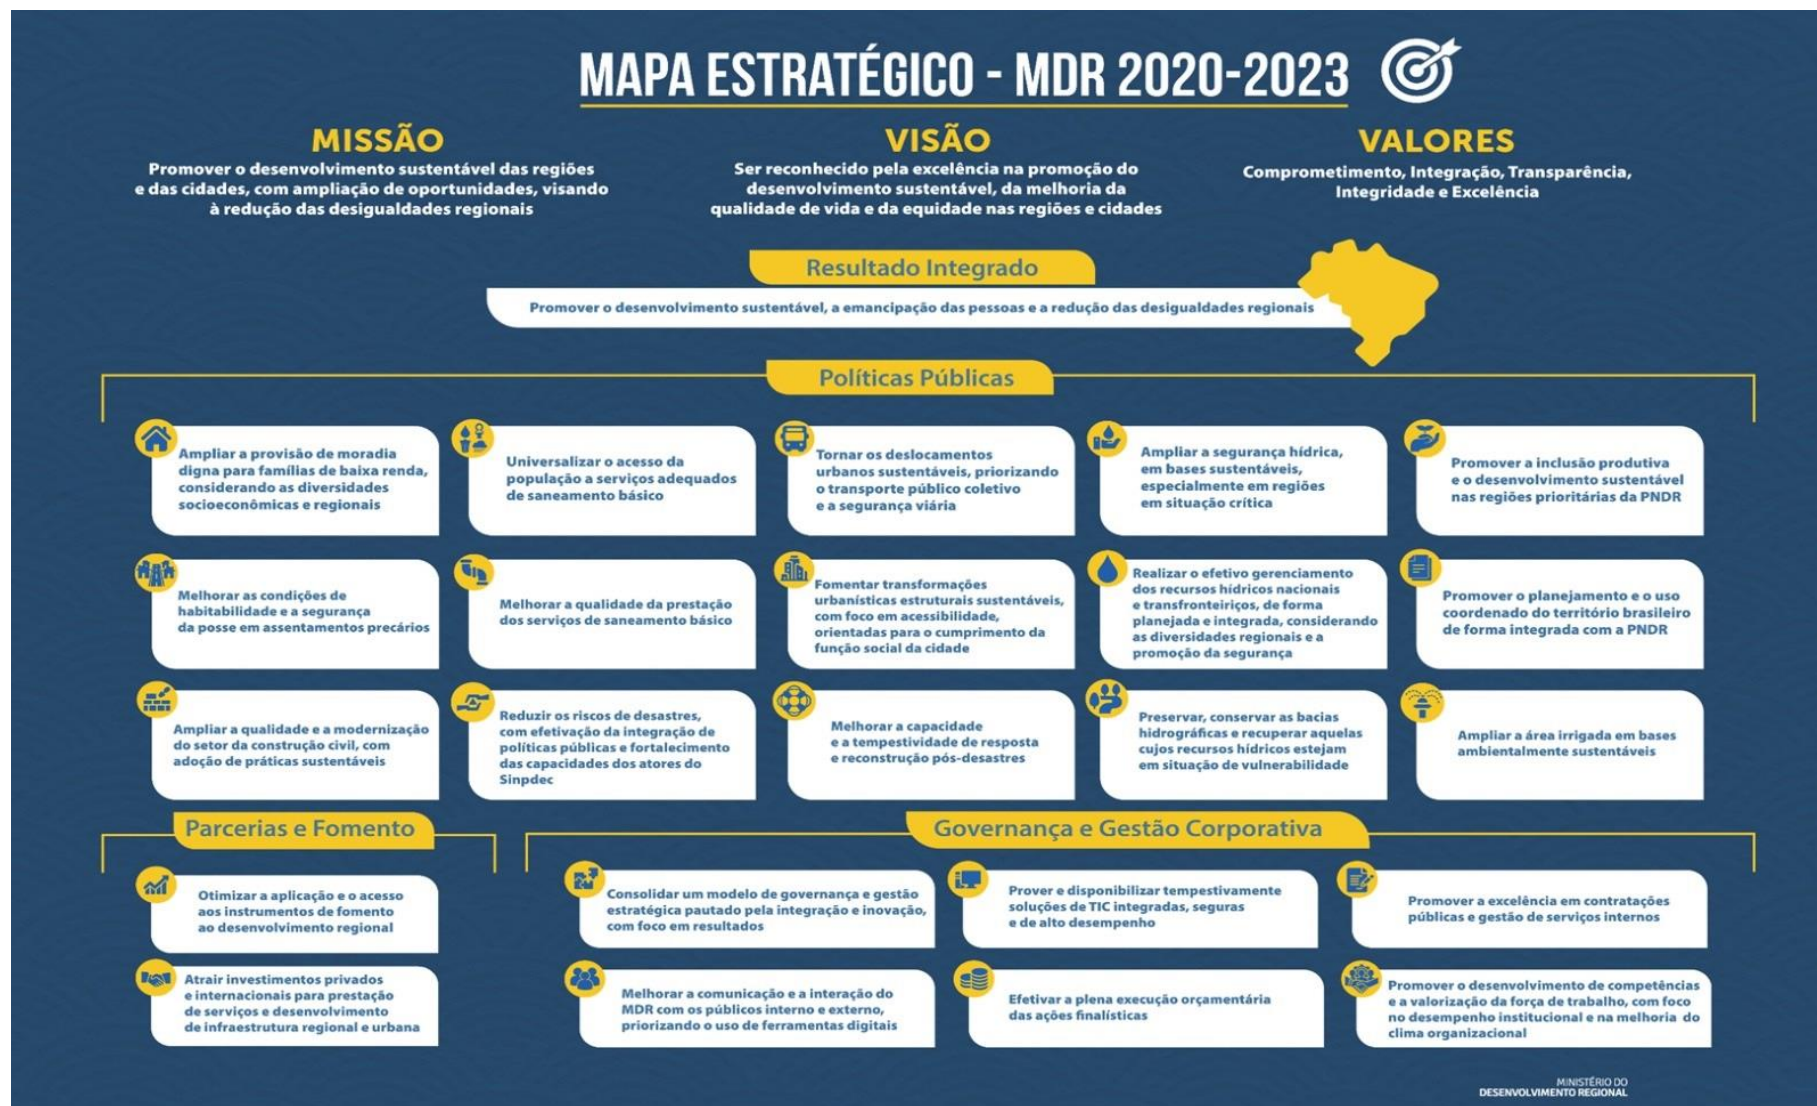 MAPA ESTRATÉGICO - MDR 2020-2023
MISSÃO
Promover o desenvolvimento sustentável das regiões
e das cidades, com ampliação de oportunidades, visando
à redução das desigualdades regionais
VISÃO
Ser reconhecido pela excelência na promoção do
desenvolvimento sustentável, da melhoria da
qualidade de vida e da equidade nas regiões e cidades
VALORES
Comprometimento, Integração, Transparência,
Integridade e Excelência
Resultado Integrado
Promover o desenvolvimento sustentável, a emancipação das pessoas e a redução das desigualdades regionais
Políticas Públicas
Ampliar a provisão de moradia
digna para famílias de baixa renda,
considerando as diversidades
socioeconômicas e regionais
Universalizar o acesso da
população a serviços adequados
de saneamento básico
Tornar os deslocamentos
urbanos sustentáveis, priorizando
o transporte público coletivo
e a segurança viária
Ampliar a segurança hídrica,
em bases sustentáveis,
especialmente em regiões
em situação crítica
Promover a inclusão produtiva
e o desenvolvimento sustentável
nas regiões prioritárias da PNDR
Melhorar as condições de
habitabilidade e a segurança
da posse em assentamentos precários
Melhorar a qualidade da prestação
dos serviços de saneamento básico
Fomentar transformações
urbanísticas estruturais sustentáveis,
com foco em acessibilidade,
orientadas para o cumprimento da
função social da cidade
Realizar o efetivo gerenciamento
dos recursos hídricos nacionais
e transfronteiriços, de forma
planejada e integrada, considerando
as diversidades regionais e a
promoção da segurança
Promover o planejamento e o uso
coordenado do território brasileiro
de forma integrada com a PNDR
Ampliar a qualidade e a modernização
do setor da construção civil, com
adoção de práticas sustentáveis
Reduzir os riscos de desastres,
com efetivação da integração de
políticas públicas e fortalecimento
das capacidades dos atores do
Sinpdec
Melhorar a capacidade
e a tempestividade de resposta
e reconstrução pós-desastres
Preservar, conservar as bacias
hidrográficas e recuperar aquelas
cujos recursos hídricos estejam
em situação de vulnerabilidade
Ampliar a área irrigada em bases
ambientalmente sustentáveis
Parcerias e Fomento
Otimizar a aplicação e o acesso
aos instrumentos de fomento
ao desenvolvimento regional
Atrair investimentos privados
e internacionais para prestação
de serviços e desenvolvimento
de infraestrutura regional e urbana
Governança e Gestão Corporativa
Consolidar um modelo de governança e gestão
estratégica pautado pela integração e inovação,
com foco em resultados
Prover e disponibilizar tempestivamente
soluções de TIC integradas, seguras
e de alto desempenho
Promover a excelência em contratações
públicas e gestão de serviços internos
Melhorar a comunicação e a interação do
MDR com os públicos interno e externo,
priorizando o uso de ferramentas digitais
Efetivar a plena execução orçamentária
das ações finalísticas
Promover o desenvolvimento de competências
e a valorização da força de trabalho, com foco
no desempenho institucional e na melhoria do
clima organizacional
MINISTÉRIO DO
DESENVOLVIMENTO REGIONAL